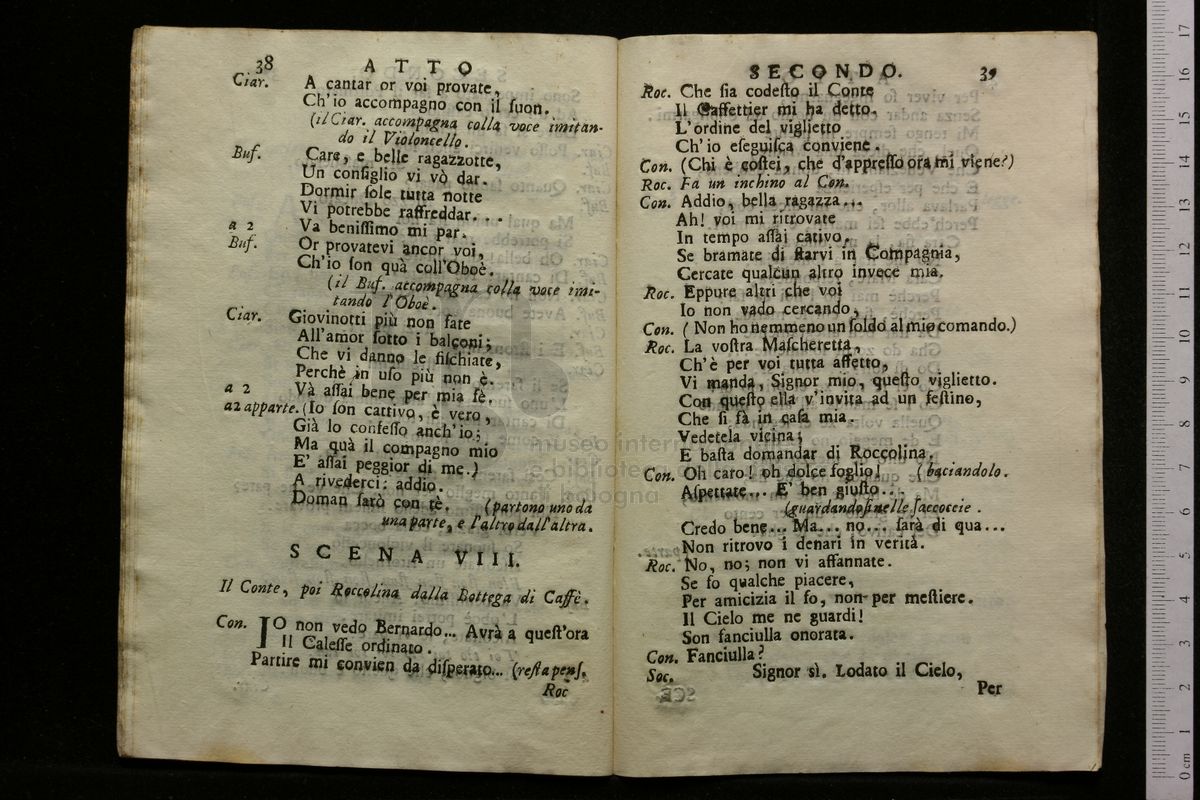 38 ATTO
Ciar. A cantar or voi provate,
Ch'io accompagno con il ſuon.
(il Ciar. accompagna colla voce imitan-
do il Violoncello.
Buf. Care, e belle ragazzotte,
Un conſiglio vi vò dar.
Dormir ſole tutta notte
Vi potrebbe raffreddar...
a 2 Va beniſſimo mi par.
Buf. Or provatevi ancor voi,
Ch'io ſon quà coll'Oboè.
(il Buf. accompagna colla voce imi-
tando l'Oboè.
Ciar. Giovinotti più non fate
All'amor ſotto i balconi;
Che vi danno le fiſchiate,
Perchè in uſo più non è.
a 2 Và aſſai bene per mia fè.
a2 apparte. (Io ſon cattivo, è vero,
Già lo confeſſo anch'io;
Ma quà il compagno mio
E' aſſai peggior di me.)
A rivederci: addio.
Doman ſarò con tè. (partono uno da
una parte, e l'altro dall'altra.
SCENA VIII.
Il Conte, poi Roccolina dalla Bottega di Caffè.
Con. IO non vedo Bernardo... Avrà a queſt'ora
Il Caleſſe ordinato.
Partire mi convien da diſperato... (reſta penſ.
Roc
SECONDO. 39
Roc. Che ſia codeſto il Conte
Il Caffettier mi ha detto.
L'ordine del viglietto
Ch'io eſeguiſca conviene.
Con. (Chi è coſtei, che d'appreſſo ora mi viene?)
Roc. Fa un inchino al Con.
Con. Addio, bella ragazza...
Ah! voi mi ritrovate
In tempo aſſai cativo.
Se bramate di ſtarvi in Compagnia,
Cercate qualcun altro invece mia.
Roc. Eppure altri che voi
Io non vado cercando,
Con. (Non ho nemmeno un ſoldo al mio comando.)
Roc. La voſtra Maſcheretta,
Ch'è per voi tutta affetto,
Vi manda, Signor mio, queſto viglietto.
Con queſto ella v'invita ad un feſtino,
Che ſi fà in caſa mia.
Vedetela vicina;
E baſta domandar di Roccolina.
Con. Oh caro! oh dolce foglio! (baciandolo.
Aſpettate... E' ben giuſto...
(guardandoſi nelle ſaccoccie.
Credo bene... Ma... no... ſarà di qua...
Non ritrovo i denari in verità.
Roc. No, no; non vi affannate.
Se fo qualche piacere,
Per amicizia il fo, non per meſtiere.
Il Cielo me ne guardi!
Son fanciulla onorata.
Con. Fanciulla?
Soc. Signor sì. Lodato il Cielo,
Per